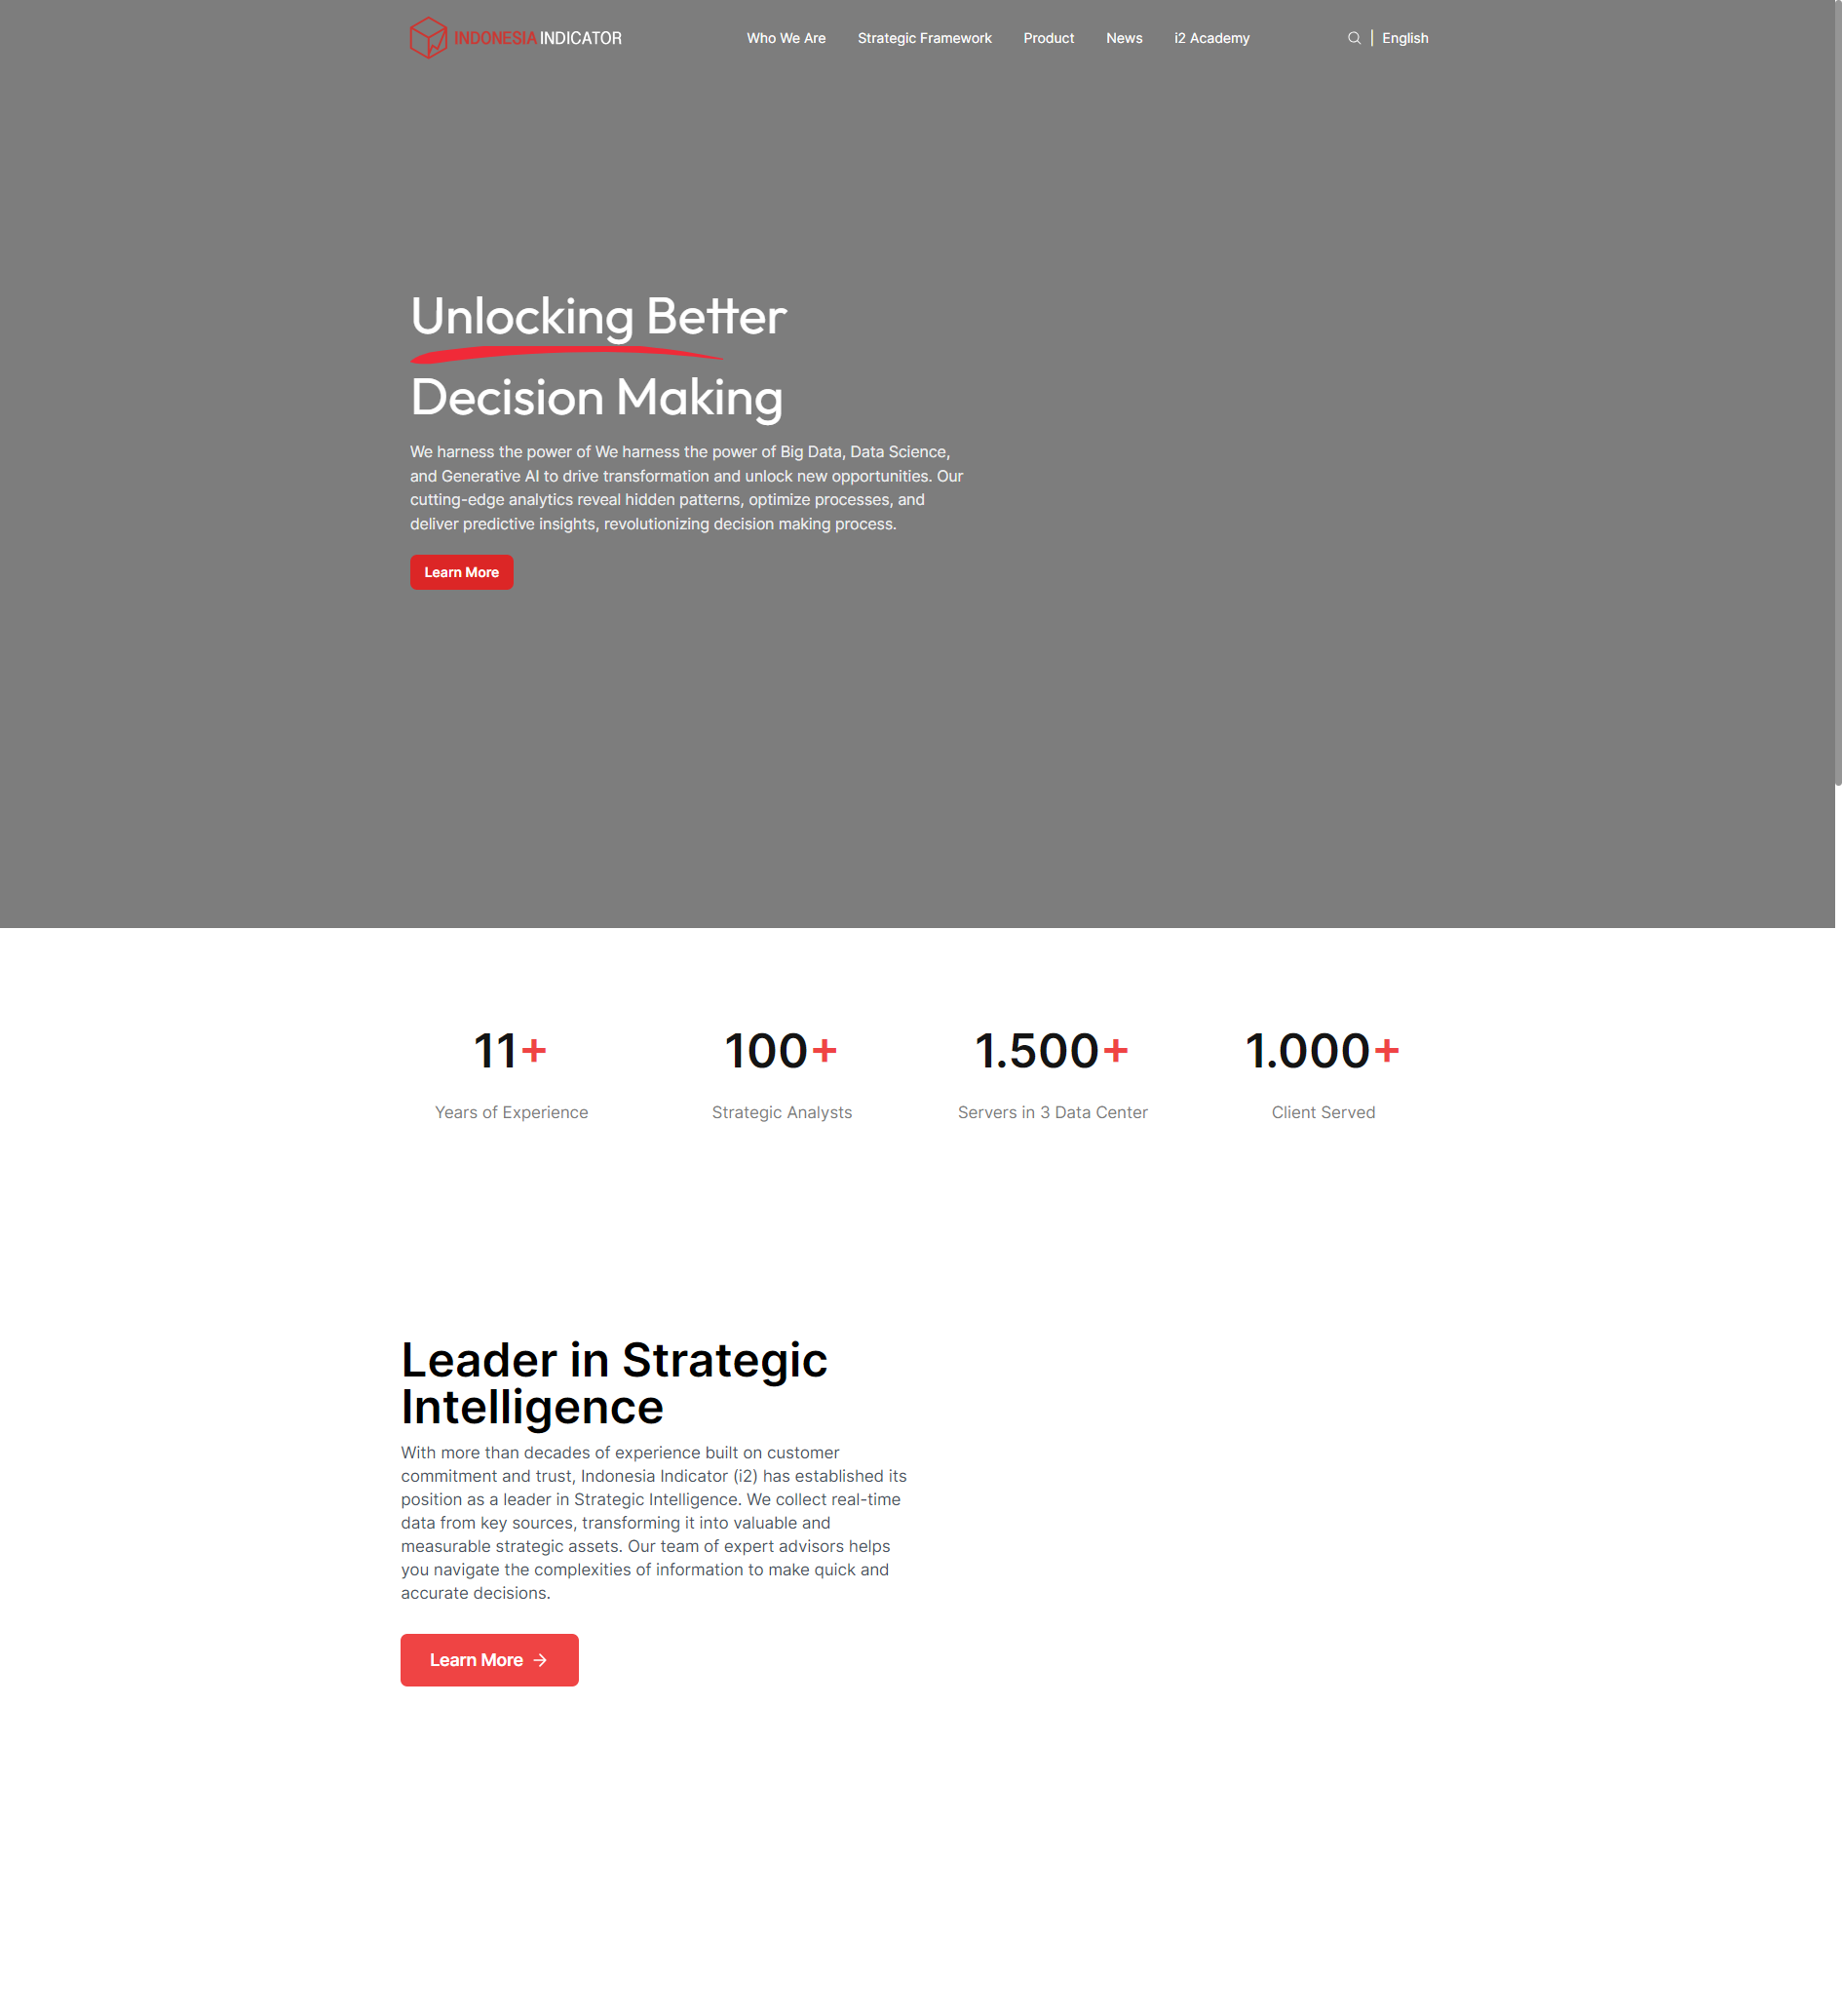 INDONESIA INDICATOR
Who We Are
Strategic Framework
Product
News
i2 Academy
English
Unlocking Better
Decision Making
We harness the power of We harness the power of Big Data, Data Science,
and Generative AI to drive transformation and unlock new opportunities. Our
cutting-edge analytics reveal hidden patterns, optimize processes, and
deliver predictive insights, revolutionizing decision making process.
Learn More
11+
Years of Experience
100+
Strategic Analysts
1.500+
Servers in 3 Data Center
1.000+
Client Served
Leader in Strategic
Intelligence
With more than decades of experience built on customer
commitment and trust, Indonesia Indicator (i2) has established its
position as a leader in Strategic Intelligence. We collect real-time
data from key sources, transforming it into valuable and
measurable strategic assets. Our team of expert advisors helps
you navigate the complexities of information to make quick and
accurate decisions.
Learn More